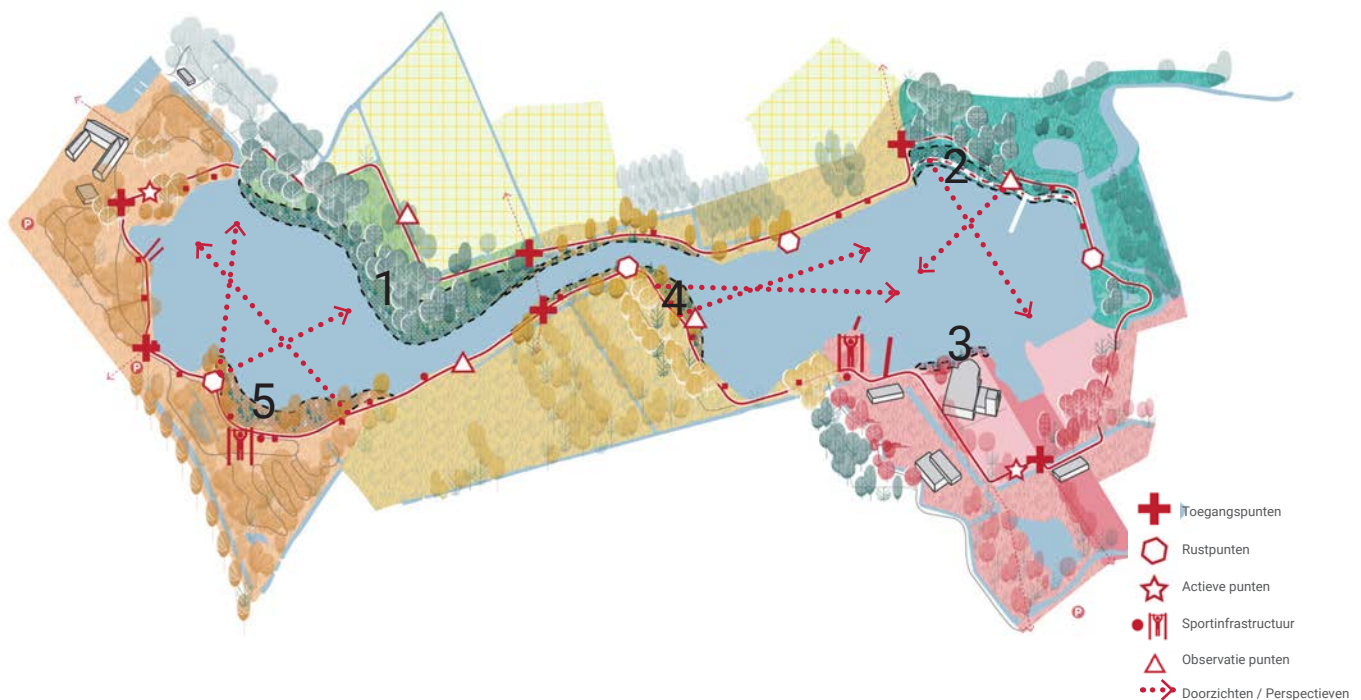 2
1
4
3
5
P
P
P
Toegangspunten
Rustpunten
Actieve punten
Sportinfrastructuur
Observatie punten
Doorzichten / Perspectieven